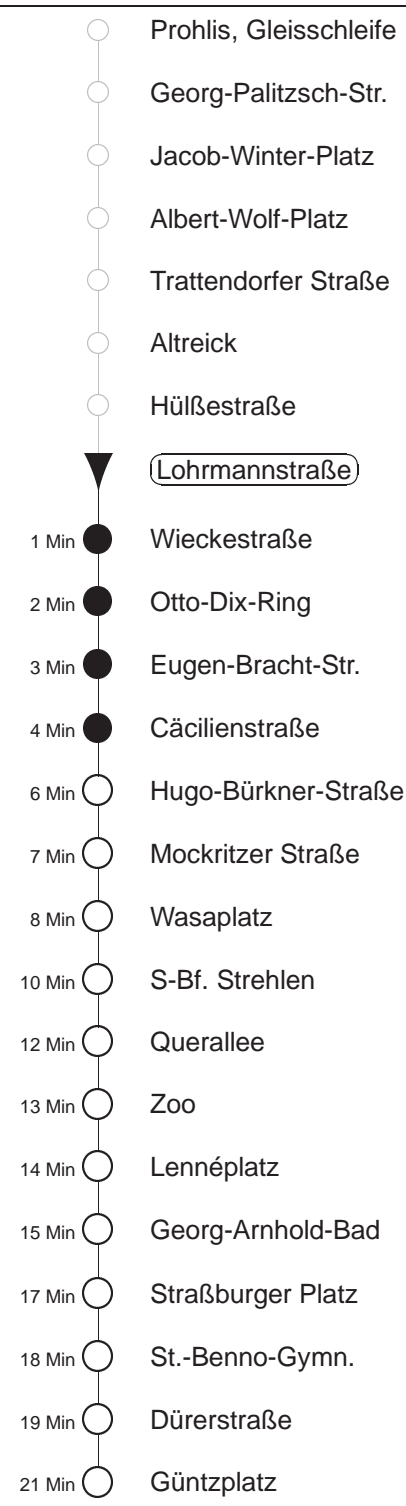 Prohlis, Gleisschleife
Georg-Palitzsch-Str.
Jacob-Winter-Platz
Albert-Wolf-Platz
Trattendorfer Straße
Altreick
Hülßestraße
Lohrmannstraße
1 Min Wieckestraße
2 Min Otto-Dix-Ring
3 Min Eugen-Bracht-Str.
4 Min Cäcilienstraße
6 Min Hugo-Bürkner-Straße
7 Min Mockritzer Straße
8 Min Wasaplatz
10 Min S-Bf. Strehlen
12 Min Querallee
13 Min Zoo
14 Min Lennéplatz
15 Min Georg-Arnhold-Bad
17 Min Straßburger Platz
18 Min St.-Benno-Gymn.
19 Min Dürerstraße
21 Min Güntzplatz